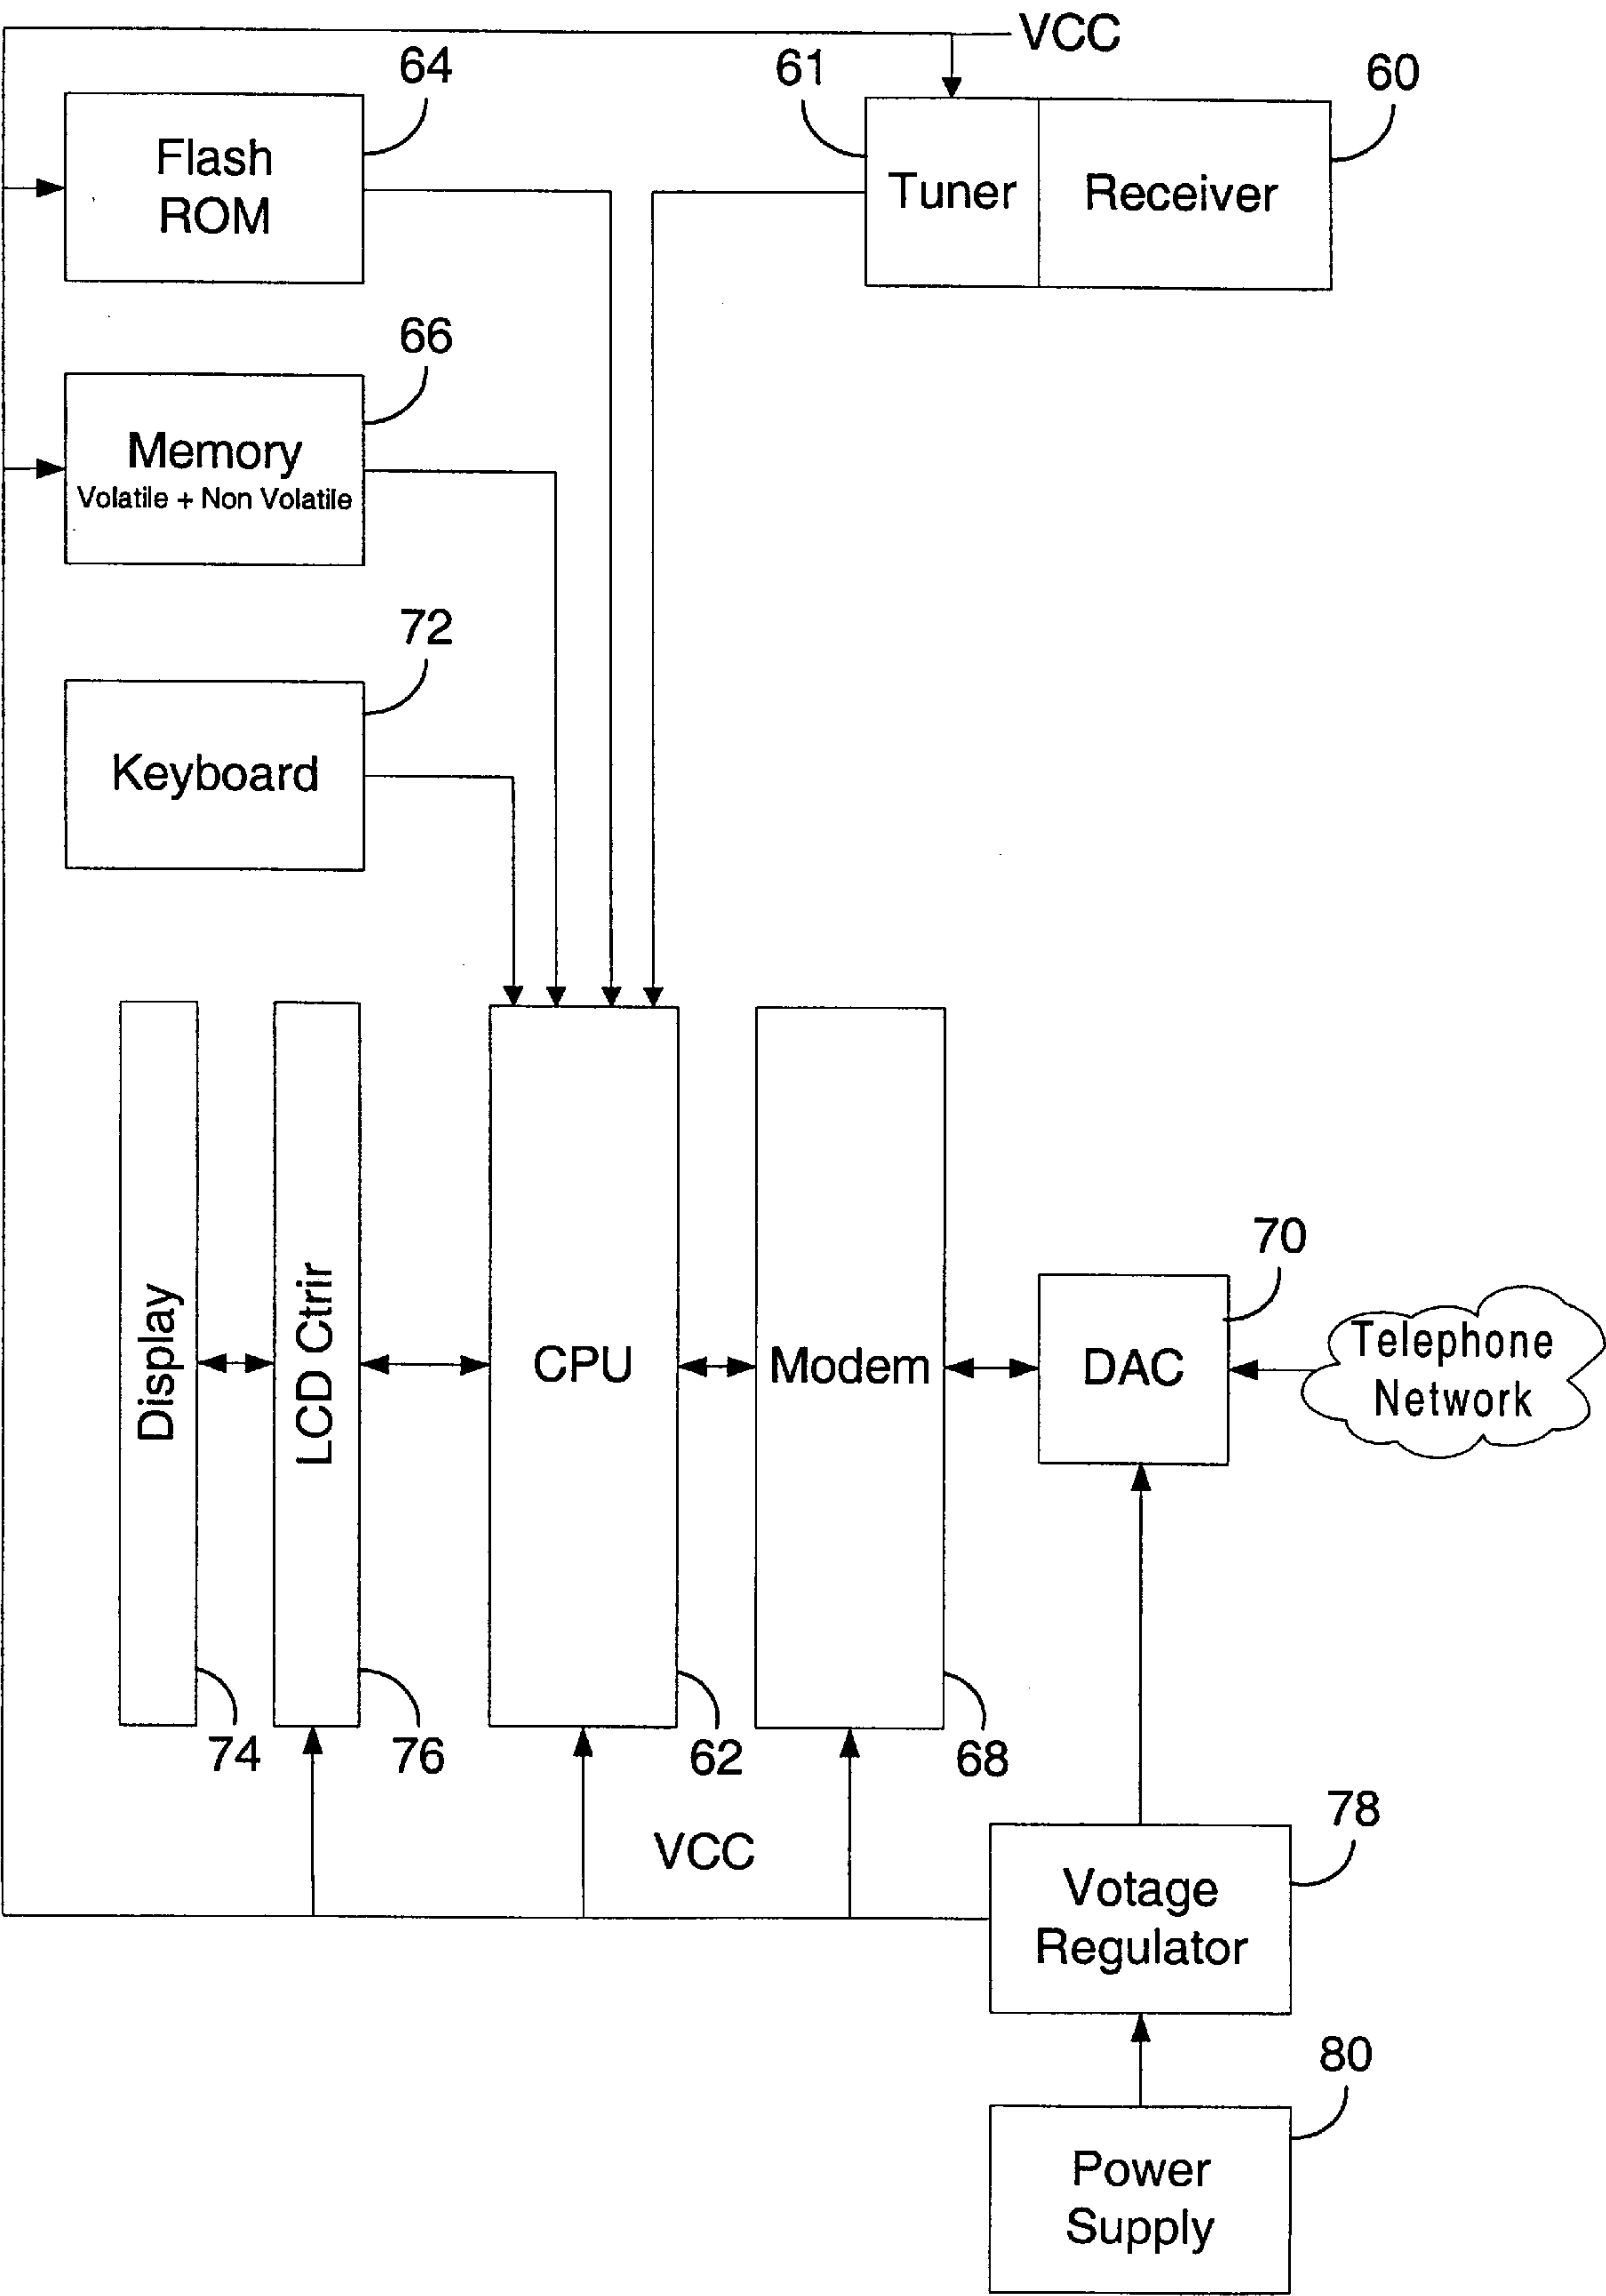 VCC
64
61
60
Flash
ROM
Tuner
Receiver
66
Memory
Volatile + Non Volatile
72
Keyboard
70
Display
LCD Ctrir
CPU
Modem
DAC
Telephone
Network
74
76
62
68
78
VCC
Votage
Regulator
80
Power
Supply